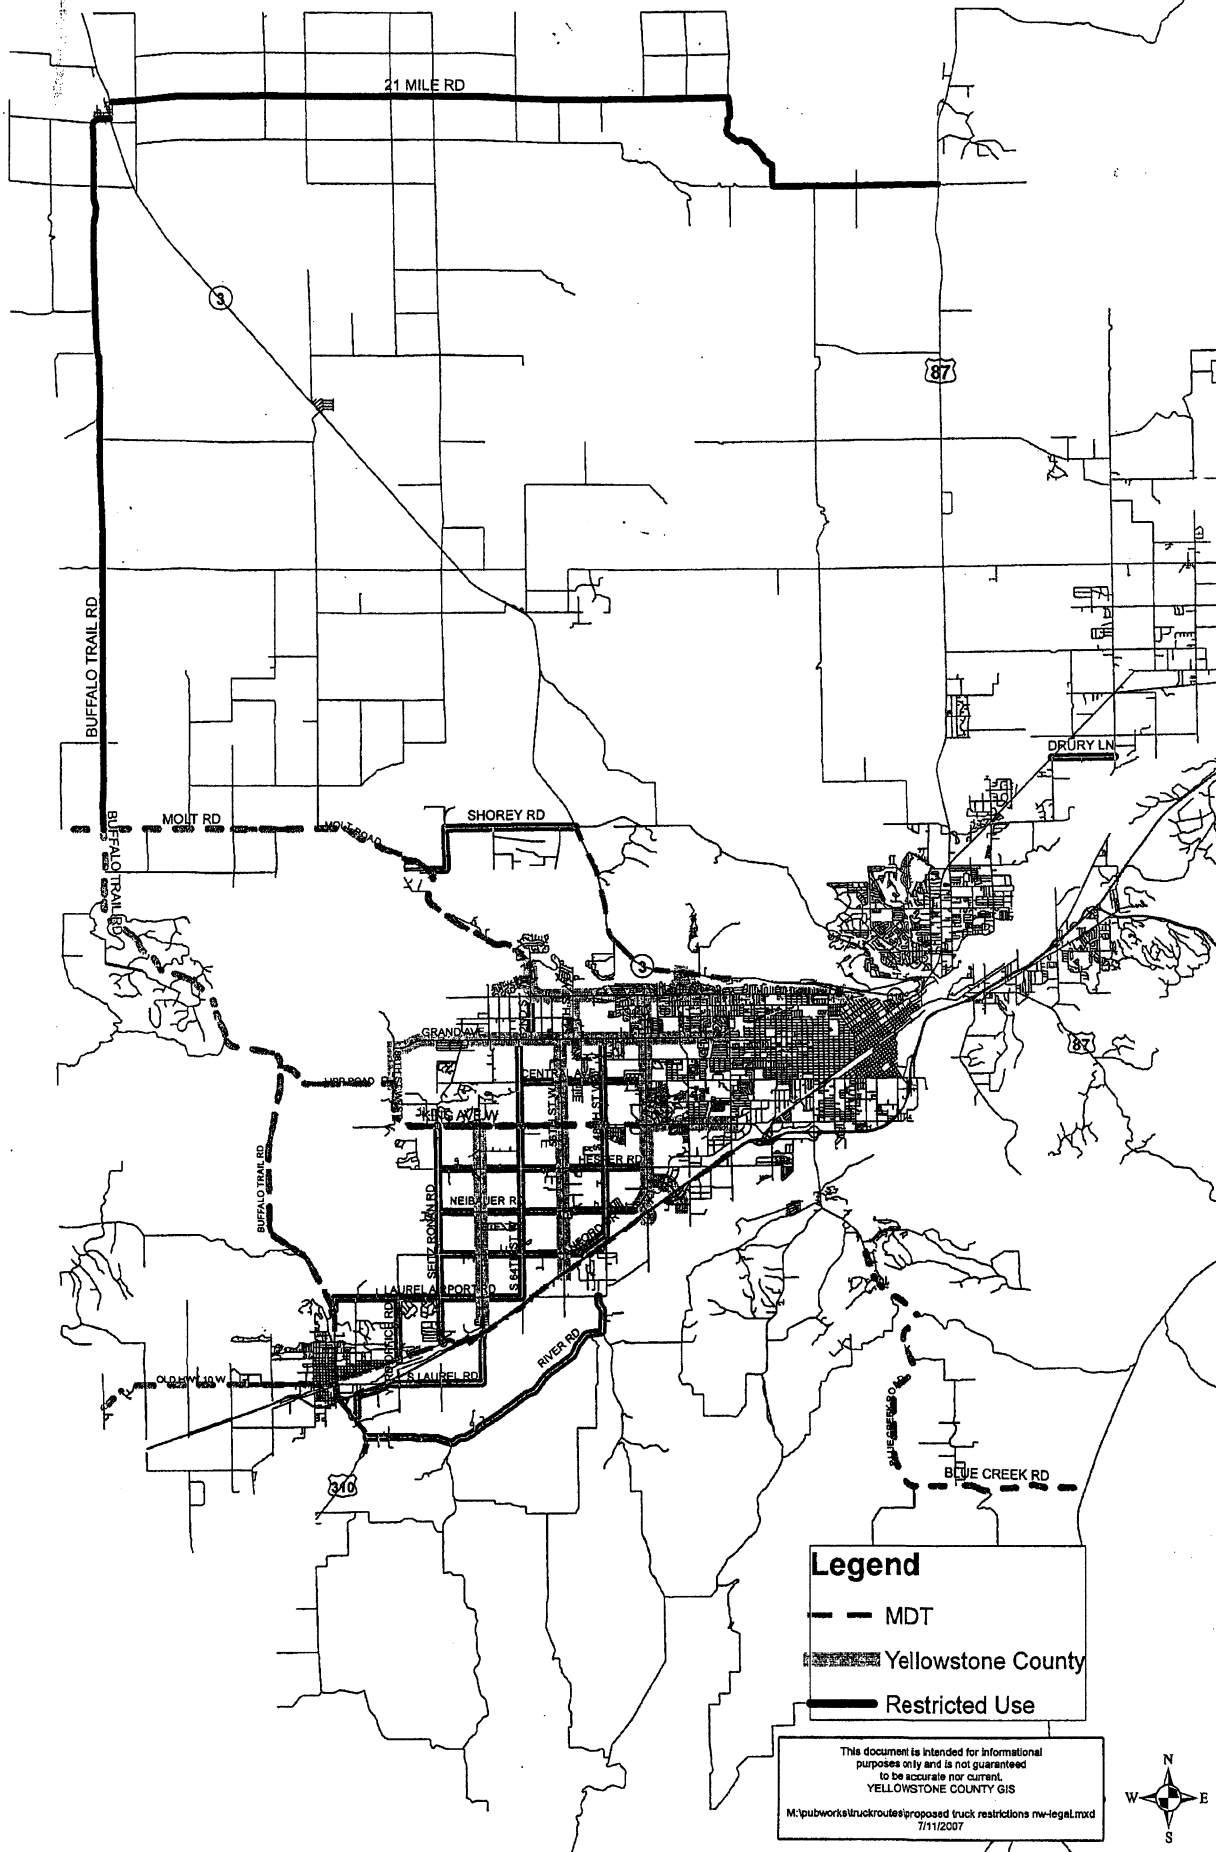 21 MILE RD
3
87
BUFFALO TRAIL RD
DRURY LN
MOLT RD
MOLT ROAD
SHOREY RD
BUFFALO TRAIL RD
3
GRAND AVE
87
KING AVE W
S 48TH ST W
HESPER RD
BUFFALO TRAIL RD
NEIBAUER RD
SEITZ RONAN RD
S 64TH ST W
LAUREL AIRPORT RD
RIVER RD
OLD HWY 10 W
S LAUREL RD
BLUE CREEK RD
310
BLUE CREEK RD
Legend
MDT
Yellowstone County
Restricted Use
This document is intended for informational
purposes only and is not guaranteed
to be accurate nor current.
YELLOWSTONE COUNTY GIS
M:\pubworks\truckroutes\proposed truck restrictions nw-legal.mxd
7/11/2007
N
W
E
S